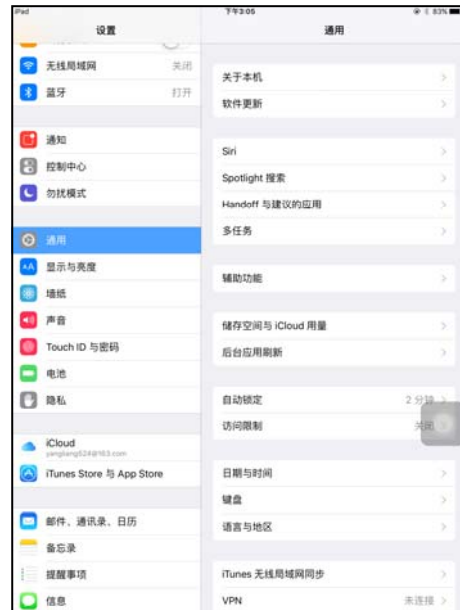 iPad
下午3:05
83%
设置
无线局域网
关闭
蓝牙
打开
通知
控制中心
勿扰模式
通用
显示与亮度
墙纸
声音
Touch ID 与密码
电池
隐私
iCloud
yangliang524@163.com
iTunes Store 与 App Store
邮件、通讯录、日历
备忘录
提醒事项
信息
通用
关于本机
软件更新
Siri
Spotlight 搜索
Handoff 与建议的应用
多任务
辅助功能
储存空间与 iCloud 用量
后台应用刷新
自动锁定
2 分钟
访问限制
关闭
日期与时间
键盘
语言与地区
iTunes 无线局域网同步
VPN
未连接